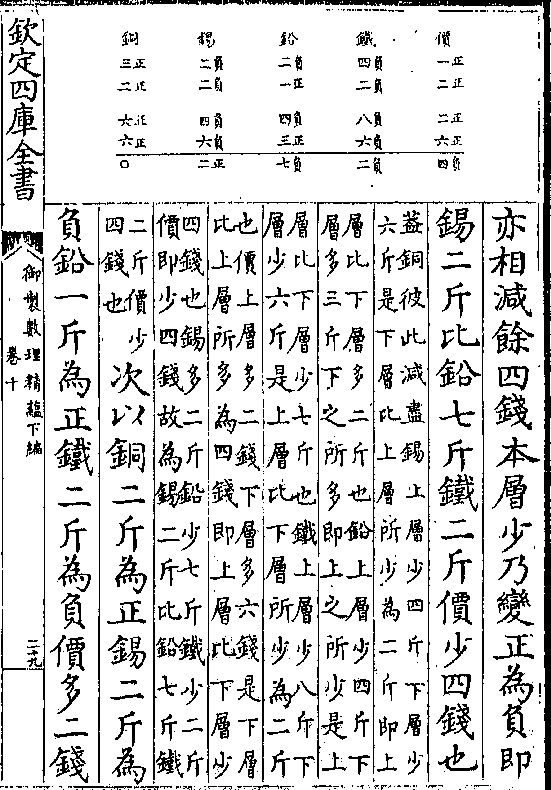 價 一正 二正 二正 六正 四負
鐵 四負 二負 八負 六負 二負
鉛 二負 一正 四負 三正 七負
錫 二負 二負 四負 六負 二正
銅 三正 二正 六正 六正 〇
亦相減餘四錢本層少乃變正為負即
錫二斤比鉛七斤鐵二斤價少四錢也
葢銅彼此減盡錫上層少四斤下層少
六斤是下層比上層所少為二斤即上
層比下層多二斤也鉛上層少四斤下
層多三斤下之所多即上之所少是上
層比下層少七斤也鐵上層少八斤下
層少六斤是上層比下層所少為二斤
也價上層多二錢下層多六錢是下層
比上層所多為四錢即上層比下層少
四錢也錫多二斤鉛少七斤鐵少二斤
價即少四錢故為錫二斤比鉛七斤鐵
二斤價少
四錢也
次以銅二斤為正錫二斤為
負鉛一斤為正鐵二斤為負價多二錢
欽定四庫全書
御製數理精蘊下編
卷十
二十九